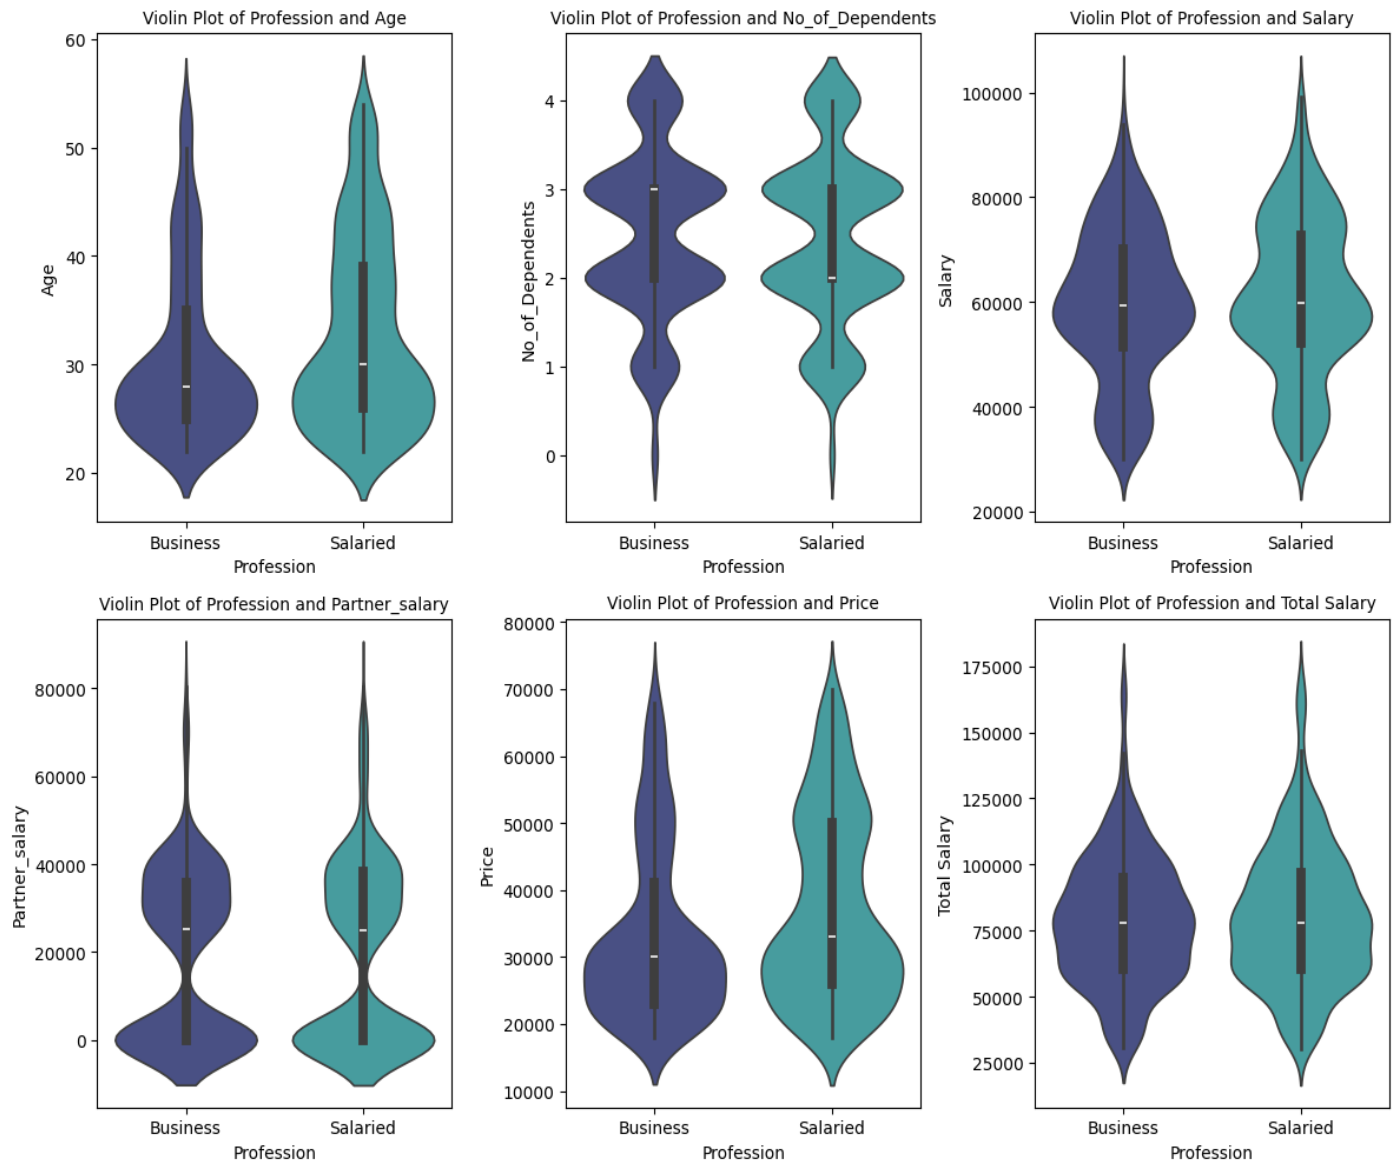 Violin Plot of Profession and Age
60
50
40
30
20
Age
Business
Salaried
Profession
Violin Plot of Profession and No_of_Dependents
4
3
2
1
0
No_of_Dependents
Business
Salaried
Profession
Violin Plot of Profession and Salary
100000
80000
60000
40000
20000
Salary
Business
Salaried
Profession
Violin Plot of Profession and Partner_salary
80000
60000
40000
20000
0
Partner_salary
Business
Salaried
Profession
Violin Plot of Profession and Price
80000
70000
60000
50000
40000
30000
20000
10000
Price
Business
Salaried
Profession
Violin Plot of Profession and Total Salary
175000
150000
125000
100000
75000
50000
25000
Total Salary
Business
Salaried
Profession